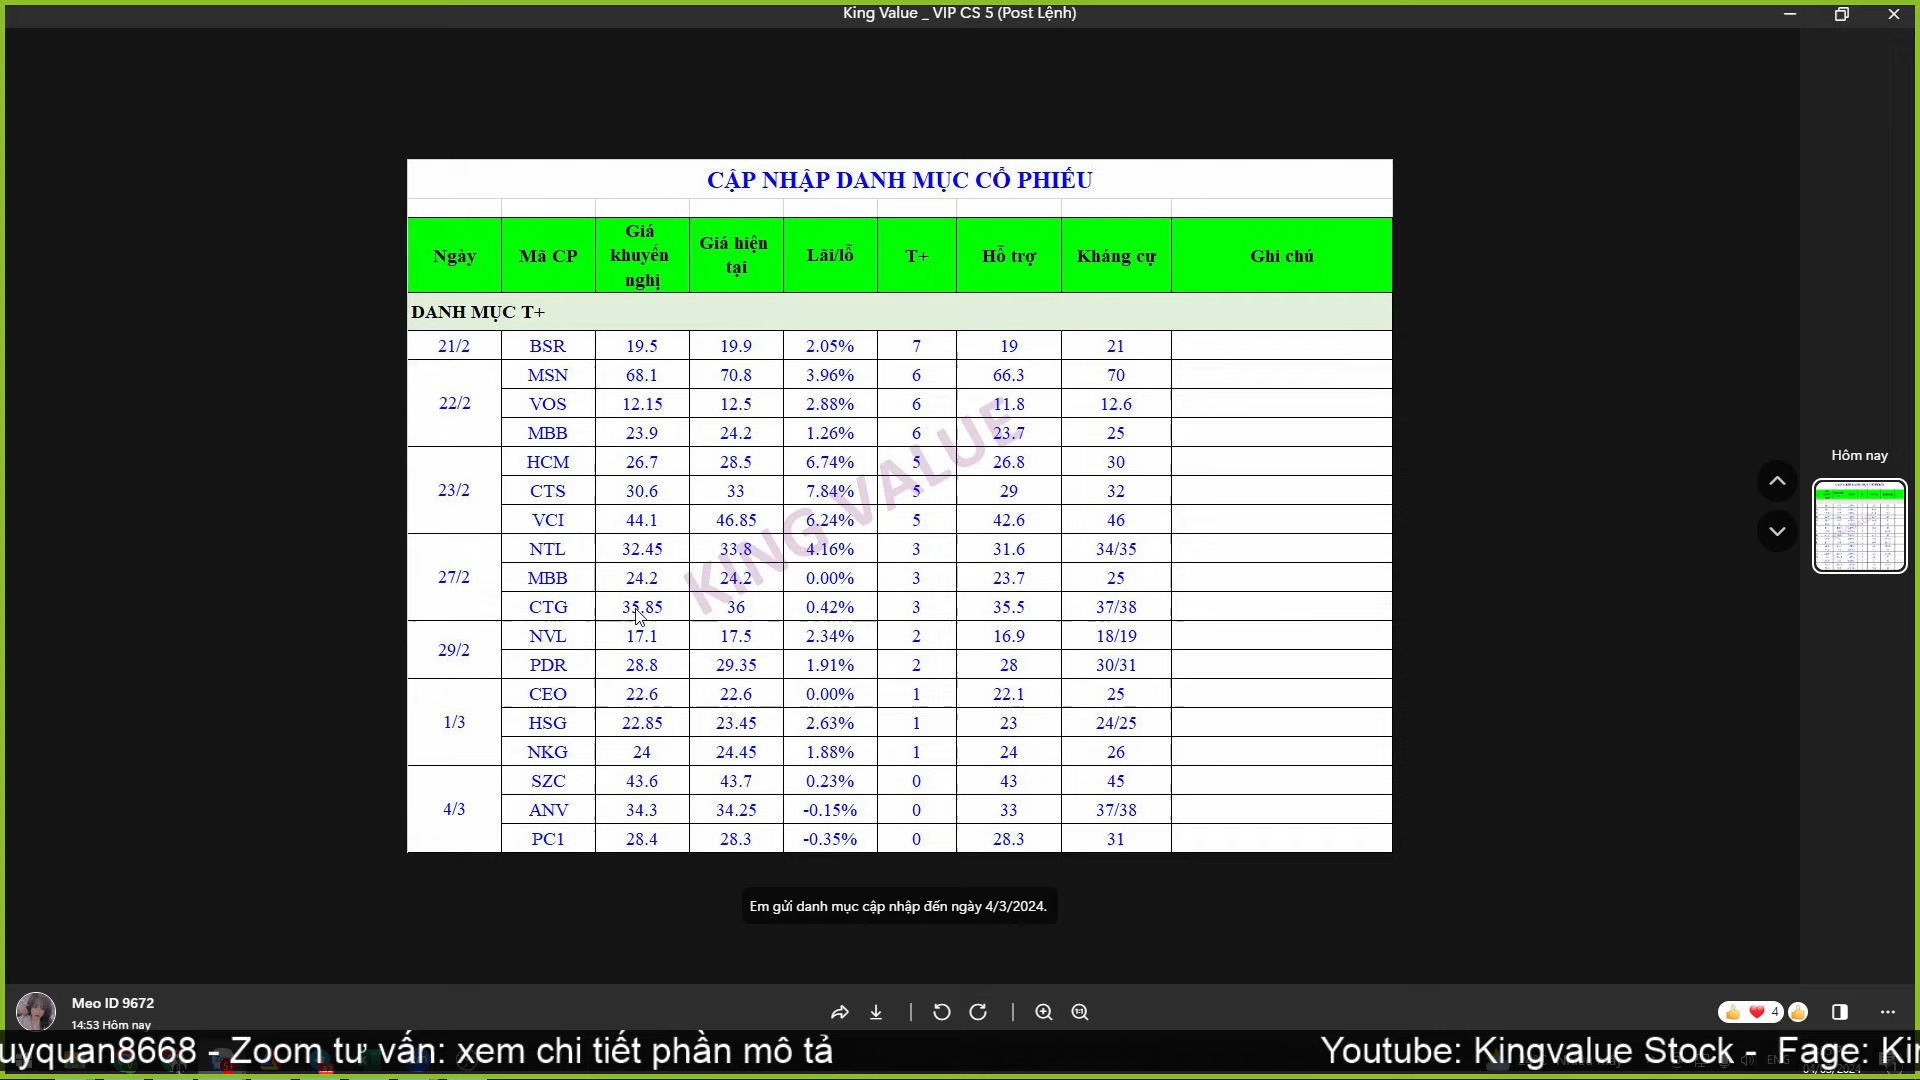 King Value _ VIP CS 5 (Post Lệnh)
CẬP NHẬP DANH MỤC CỔ PHIẾU
Ngày Mã CP Giá khuyến nghị Giá hiện tại Lãi/lỗ T+ Hỗ trợ Kháng cự Ghi chú
DANH MỤC T+
21/2 BSR 19.5 19.9 2.05% 7 19 21
22/2 MSN 68.1 70.8 3.96% 6 66.3 70
VOS 12.15 12.5 2.88% 6 11.8 12.6
MBB 23.9 24.2 1.26% 6 23.7 25
23/2 HCM 26.7 28.5 6.74% 5 26.8 30
CTS 30.6 33 7.84% 5 29 32
VCI 44.1 46.85 6.24% 5 42.6 46
27/2 NTL 32.45 33.8 4.16% 3 31.6 34/35
MBB 24.2 24.2 0.00% 3 23.7 25
CTG 35.85 36 0.42% 3 35.5 37/38
29/2 NVL 17.1 17.5 2.34% 2 16.9 18/19
PDR 28.8 29.35 1.91% 2 28 30/31
1/3 CEO 22.6 22.6 0.00% 1 22.1 25
HSG 22.85 23.45 2.63% 1 23 24/25
NKG 24 24.45 1.88% 1 24 26
4/3 SZC 43.6 43.7 0.23% 0 43 45
ANV 34.3 34.25 -0.15% 0 33 37/38
PC1 28.4 28.3 -0.35% 0 28.3 31
KING VALUE
Hôm nay
Em gửi danh mục cập nhập đến ngày 4/3/2024.
Meo ID 9672
14:53 Hôm nay
4
uyquan8668 - Zoom tư vấn: xem chi tiết phần mô tả
Youtube: Kingvalue Stock - Fage: Ki